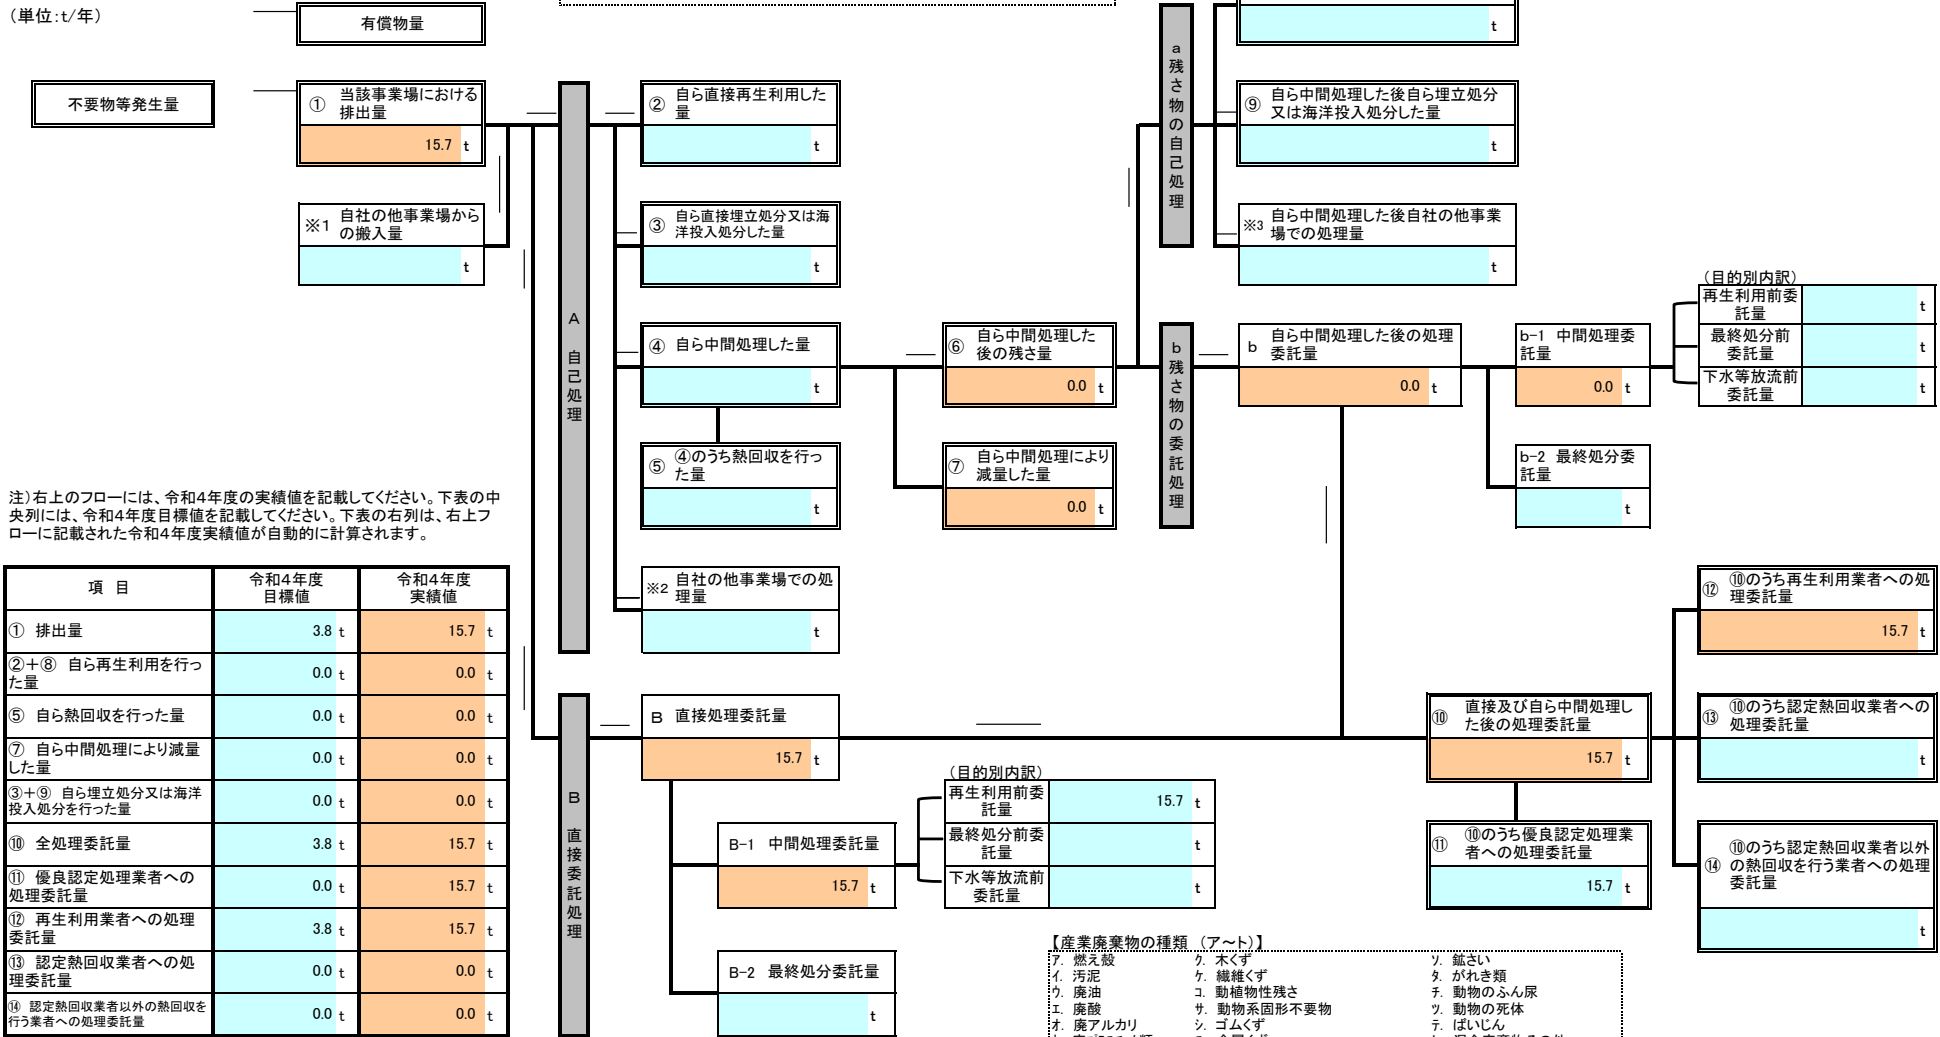 （単位:t/年）
有償物量
t
不要物等発生量
① 当該事業場における
排出量
15.7 t
② 自ら直接再生利用した
量
t
a 残さ物の自己処理
⑨ 自ら中間処理した後自ら埋立処分
又は海洋投入処分した量
t
※1 自社の他事業場から
の搬入量
t
③ 自ら直接埋立処分又は海
洋投入処分した量
t
※3 自ら中間処理した後自社の他事業
場での処理量
t
A 自己処理
④ 自ら中間処理した量
t
⑥ 自ら中間処理した
後の残さ量
0.0 t
b 残さ物の委託処理
b 自ら中間処理した後の処理
委託量
0.0 t
b-1 中間処理委
託量
0.0 t
（目的別内訳）
再生利用前委
託量
t
最終処分前
委託量
t
下水等放流前
委託量
t
⑤ ④のうち熱回収を行っ
た量
t
⑦ 自ら中間処理により
減量した量
0.0 t
b-2 最終処分委
託量
t
注）右上のフローには、令和4年度の実績値を記載してください。下表の中
央列には、令和4年度目標値を記載してください。下表の右列は、右上フ
ローに記載された令和4年度実績値が自動的に計算されます。
※2 自社の他事業場での処
理量
t
項 目
令和4年度
目標値
令和4年度
実績値
① 排出量 3.8 t 15.7 t
②＋⑧ 自ら再生利用を行っ
た量 0.0 t 0.0 t
⑤ 自ら熱回収を行った量 0.0 t 0.0 t
⑦ 自ら中間処理により減量
した量 0.0 t 0.0 t
③＋⑨ 自ら埋立処分又は海洋
投入処分を行った量 0.0 t 0.0 t
⑩ 全処理委託量 3.8 t 15.7 t
⑪ 優良認定処理業者への
処理委託量 0.0 t 15.7 t
⑫ 再生利用業者への処理
委託量 3.8 t 15.7 t
⑬ 認定熱回収業者への処
理委託量 0.0 t 0.0 t
⑭ 認定熱回収業者以外の熱回収を
行う業者への処理委託量 0.0 t 0.0 t
B 直接委託処理
B 直接処理委託量
15.7 t
B-1 中間処理委託量
15.7 t
B-2 最終処分委託量
t
（目的別内訳）
再生利用前委
託量
15.7 t
最終処分前委
託量
t
下水等放流前
委託量
t
⑩ 直接及び自ら中間処理し
た後の処理委託量
15.7 t
⑪ ⑩のうち優良認定処理業
者への処理委託量
15.7 t
⑫ ⑩のうち再生利用業者への処
理委託量
15.7 t
⑬ ⑩のうち認定熱回収業者への
処理委託量
t
⑭ ⑩のうち認定熱回収業者以外
の熱回収を行う業者への処理
委託量
t
【産業廃棄物の種類 （ア～ト）】
ア. 燃え殻 ク. 木くず ソ. 鉱さい
イ. 汚泥 ケ. 繊維くず タ. がれき類
ウ. 廃油 コ. 動植物性残さ チ. 動物のふん尿
エ. 廃酸 サ. 動物系固形不要物 ツ. 動物の死体
オ. 廃アルカリ シ. ゴムくず テ. ばいじん